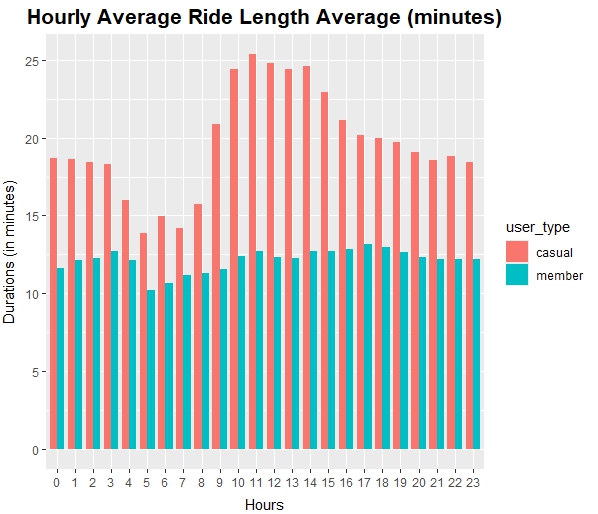 Hourly Average Ride Length Average (minutes)
Durations (in minutes)
25
20
15
10
5
0
0 1 2 3 4 5 6 7 8 9 10 11 12 13 14 15 16 17 18 19 20 21 22 23
Hours
user_type
casual
member